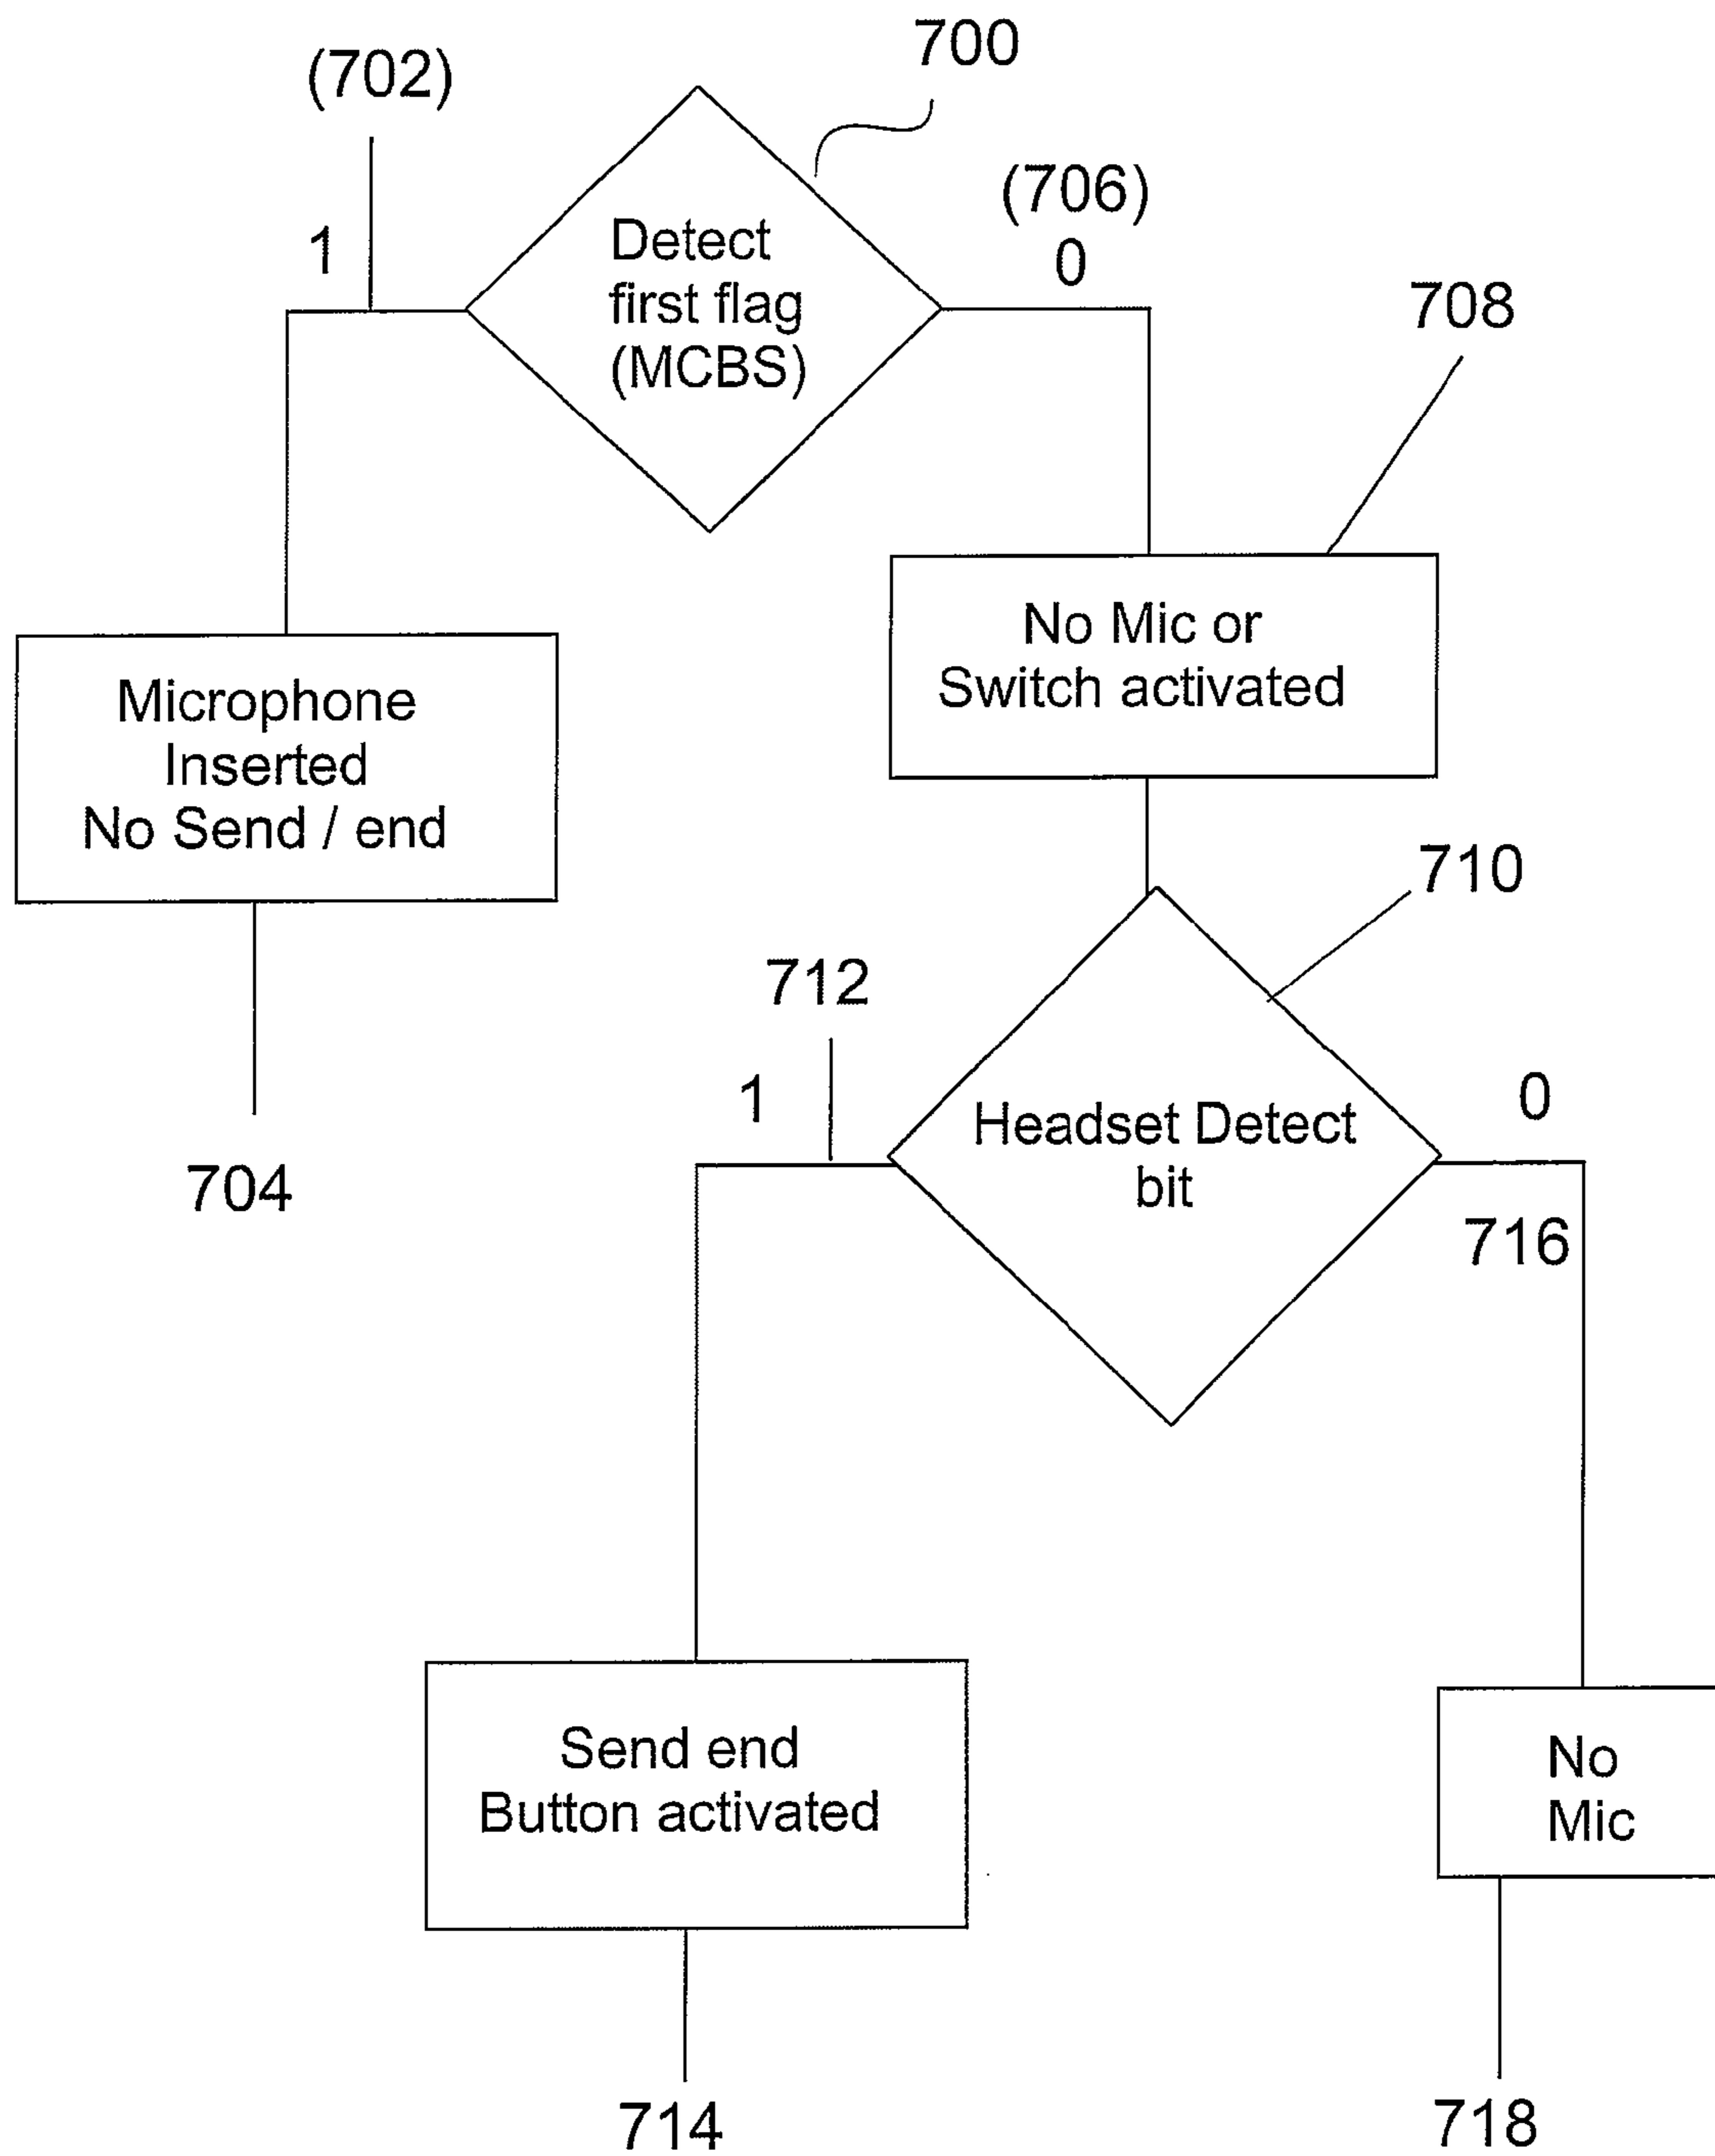 700
(702)
(706)
1
0
Detect
first flag
(MCBS)
708
No Mic or
Switch activated
Microphone
Inserted
No Send / end
710
712
1
0
Headset Detect
bit
704
716
Send end
Button activated
No
Mic
714
718